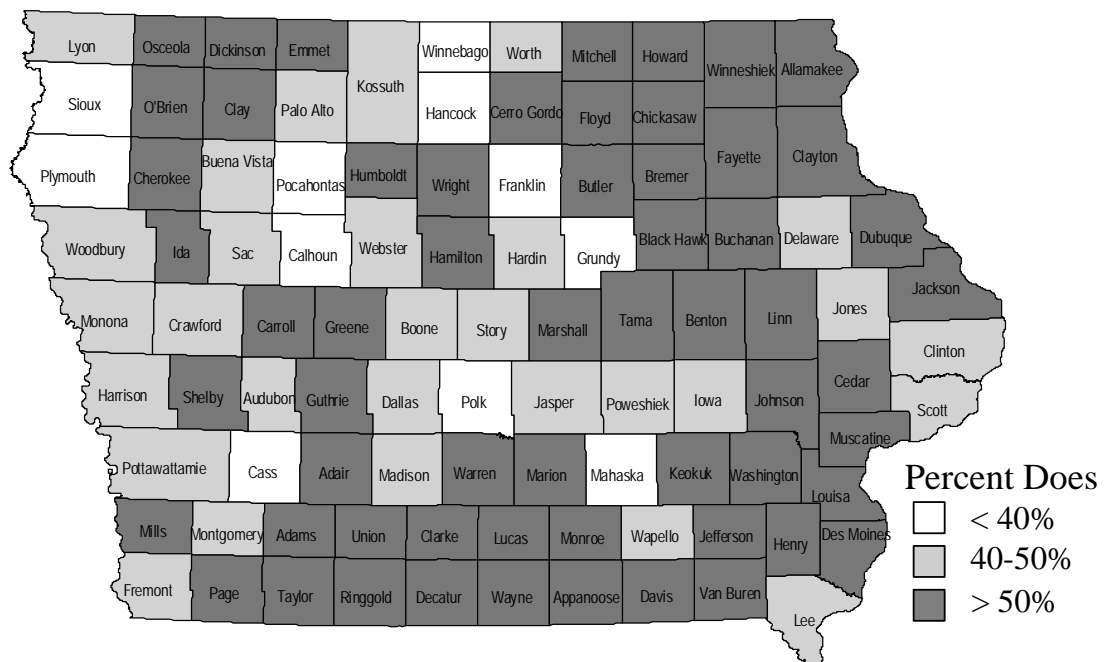 Lyon Osceola Dickinson Emmet Winnebago Worth Mitchell Howard Winneshiek Allamakee
Kossuth
Sioux O'Brien Clay Palo Alto Hancock Cerro Gordo Floyd Chickasaw
Plymouth Cherokee Buena Vista Pocahontas Humboldt Wright Franklin Butler Bremer Fayette Clayton
Woodbury Ida Sac Calhoun Webster Hamilton Hardin Grundy Black Hawk Buchanan Delaware Dubuque
Monona Crawford Carroll Greene Boone Story Marshall Tama Benton Linn Jones Jackson
Clinton
Harrison Shelby Audubon Guthrie Dallas Polk Jasper Poweshiek Iowa Johnson Cedar Scott
Muscatine
Pottawattamie Cass Adair Madison Warren Marion Mahaska Keokuk Washington Louisa
Mills Montgomery Adams Union Clarke Lucas Monroe Wapello Jefferson Henry Des Moines
Fremont Page Taylor Ringgold Decatur Wayne Appanoose Davis Van Buren Lee
Percent Does
< 40%
40-50%
> 50%